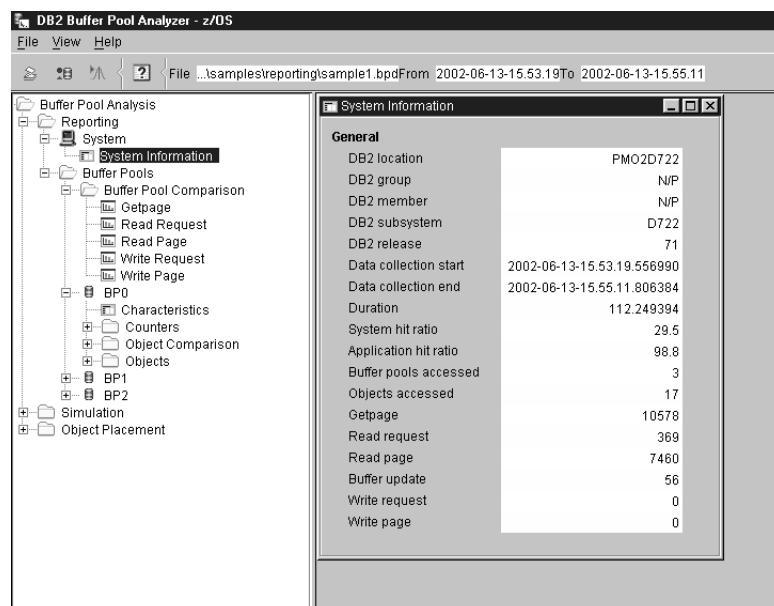 DB2 Buffer Pool Analyzer - z/OS
File View Help
File ...\samples\reporting\sample1.bpd From 2002-06-13-15.53.19 To 2002-06-13-15.55.11
Buffer Pool Analysis
Reporting
System
System Information
Buffer Pools
Buffer Pool Comparison
Getpage
Read Request
Read Page
Write Request
Write Page
BP0
Characteristics
Counters
Object Comparison
Objects
BP1
BP2
Simulation
Object Placement
System Information
General
DB2 location PMO2D722
DB2 group N/P
DB2 member N/P
DB2 subsystem D722
DB2 release 71
Data collection start 2002-06-13-15.53.19.556990
Data collection end 2002-06-13-15.55.11.806384
Duration 112.249394
System hit ratio 29.5
Application hit ratio 98.8
Buffer pools accessed 3
Objects accessed 17
Getpage 10578
Read request 369
Read page 7460
Buffer update 56
Write request 0
Write page 0